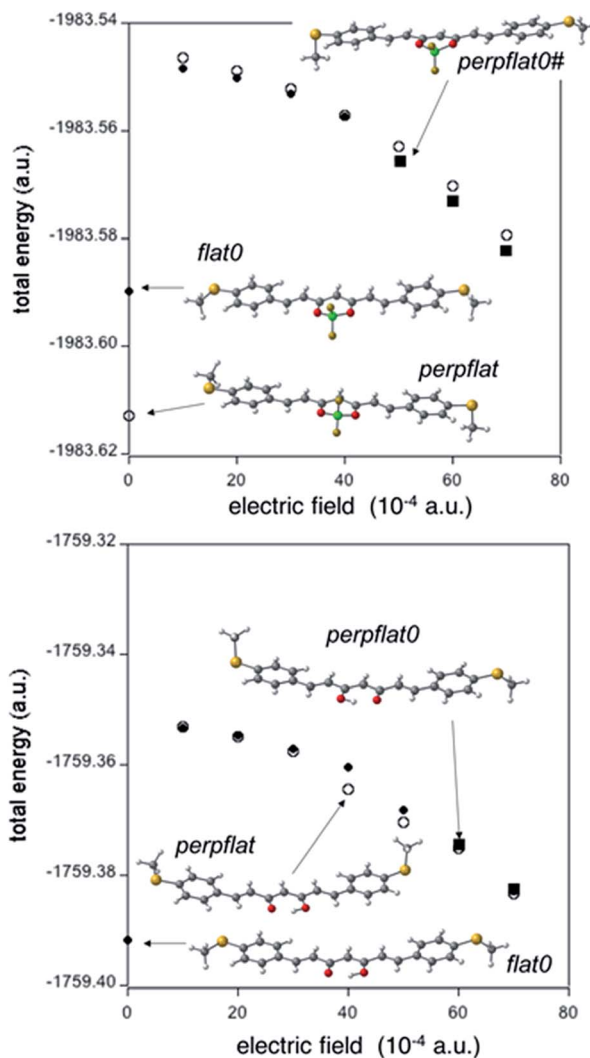 -1983.54
perpflat0#
-1983.56
total energy (a.u.)
-1983.58
flat0
-1983.60
perpflat
-1983.62
0 20 40 60 80
electric field (10⁻⁴ a.u.)
-1759.32
perpflat0
-1759.34
total energy (a.u.)
-1759.36
perpflat
-1759.38
flat0
-1759.40
0 20 40 60 80
electric field (10⁻⁴ a.u.)